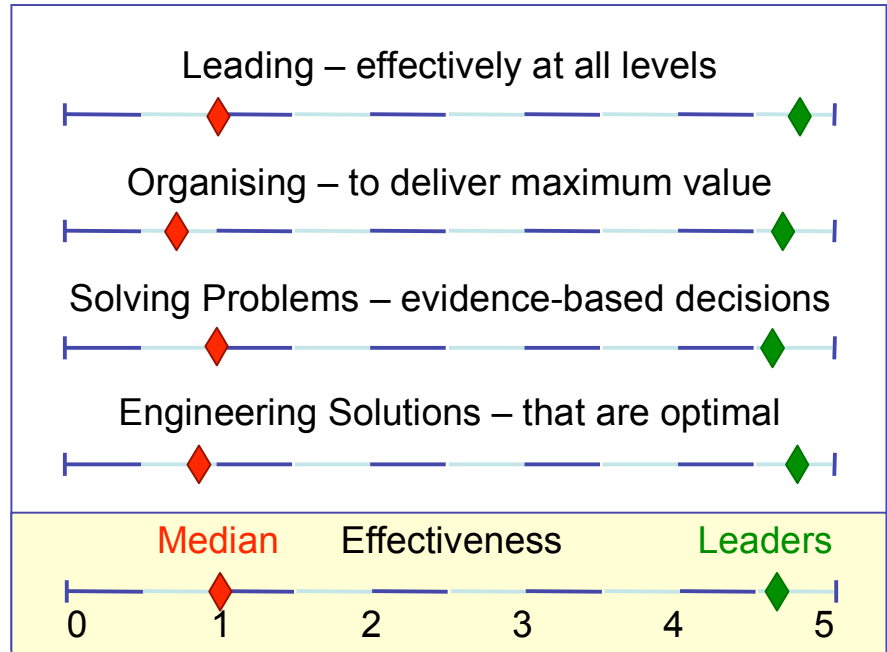 Leading – effectively at all levels
Organising – to deliver maximum value
Solving Problems – evidence-based decisions
Engineering Solutions – that are optimal
Median Effectiveness Leaders
0 1 2 3 4 5